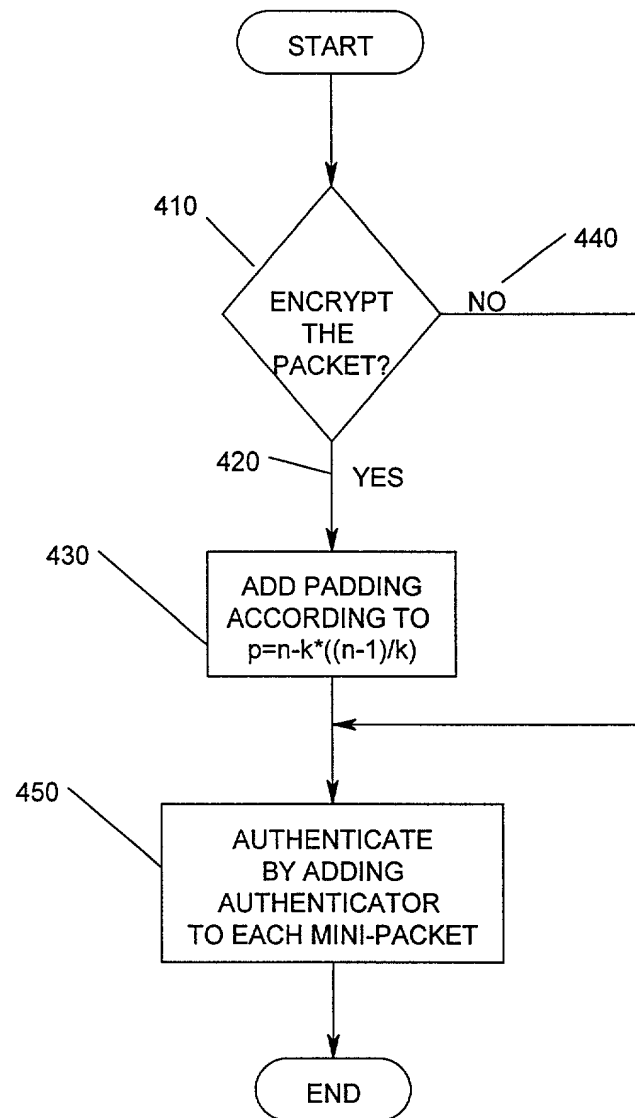 START
410
440
ENCRYPT
THE
PACKET?
NO
420
YES
430
ADD PADDING
ACCORDING TO
p=n-k*((n-1)/k)
450
AUTHENTICATE
BY ADDING
AUTHENTICATOR
TO EACH MINI-PACKET
END